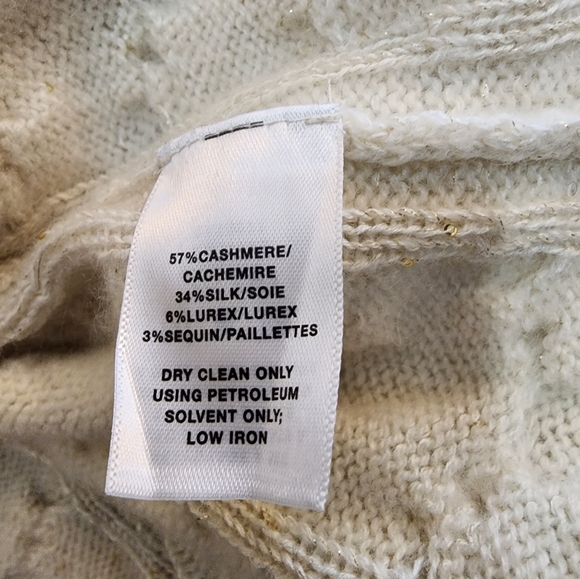 57%CASHMERE/
CACHEMIRE
34%SILK/SOIE
6%LUREX/LUREX
3%SEQUIN/PAILLETTES
DRY CLEAN ONLY
USING PETROLEUM
SOLVENT ONLY;
LOW IRON